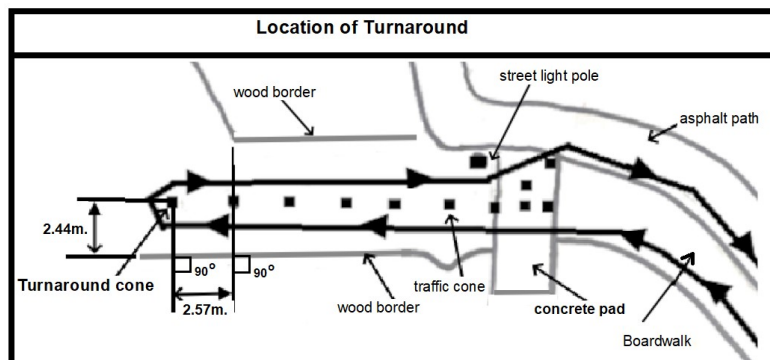 Location of Turnaround
street light pole
wood border
asphalt path
2.44m.
90°
90°
Turnaround cone
traffic cone
2.57m.
wood border
concrete pad
Boardwalk